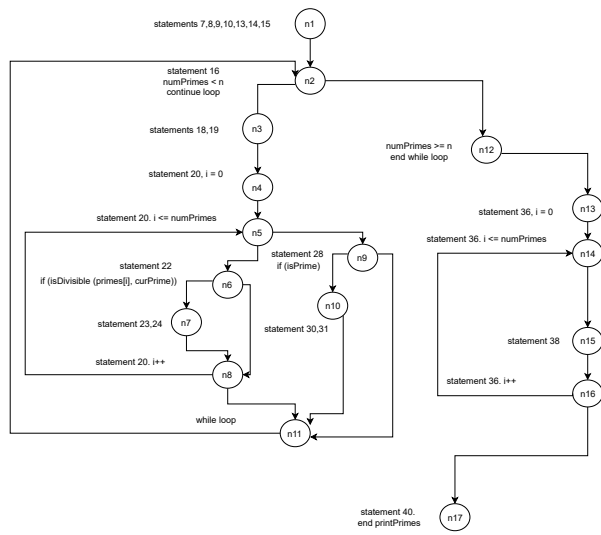 statements 7,8,9,10,13,14,15
n1
statement 16
numPrimes < n
continue loop
n2
statements 18,19
n3
numPrimes >= n
end while loop
n12
statement 20, i = 0
n4
n13
statement 36, i = 0
statement 20. i <= numPrimes
n5
statement 36. i <= numPrimes
n14
statement 28
if (isPrime)
n9
statement 22
if (isDivisible (primes[i], curPrime))
n6
n10
statement 23,24
n7
statement 30,31
statement 38
n15
statement 20. i++
n8
statement 36. i++
n16
while loop
n11
statement 40.
end printPrimes
n17